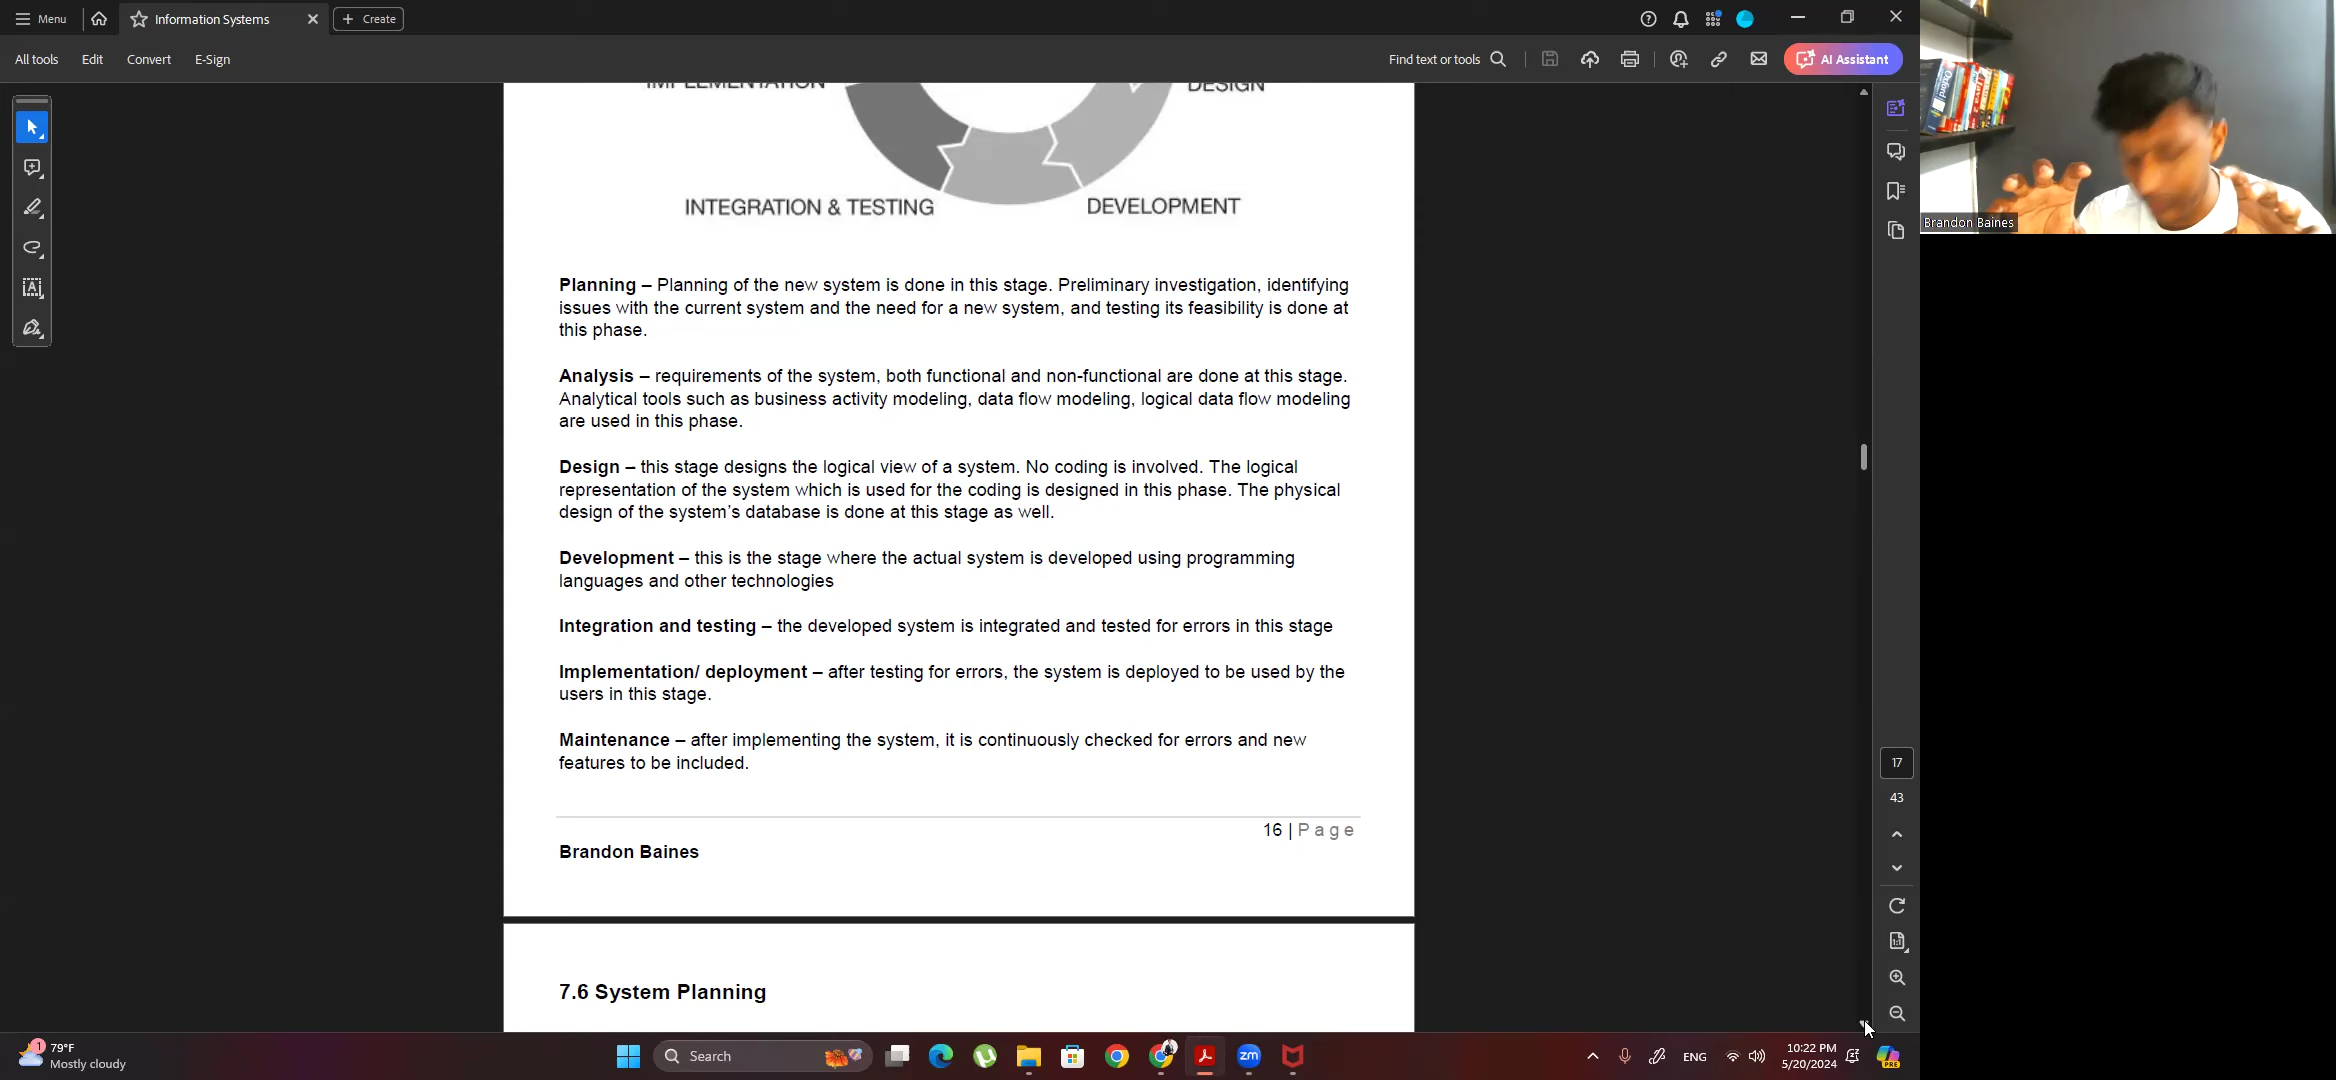 Menu
Information Systems
Create
All tools
Edit
Convert
E-Sign
Find text or tools
AI Assistant
Oxford
Java
Brandon Baines
IMPLEMENTATION
DESIGN
INTEGRATION & TESTING
DEVELOPMENT
Planning – Planning of the new system is done in this stage. Preliminary investigation, identifying
issues with the current system and the need for a new system, and testing its feasibility is done at
this phase.
Analysis – requirements of the system, both functional and non-functional are done at this stage.
Analytical tools such as business activity modeling, data flow modeling, logical data flow modeling
are used in this phase.
Design – this stage designs the logical view of a system. No coding is involved. The logical
representation of the system which is used for the coding is designed in this phase. The physical
design of the system’s database is done at this stage as well.
Development – this is the stage where the actual system is developed using programming
languages and other technologies
Integration and testing – the developed system is integrated and tested for errors in this stage
Implementation/ deployment – after testing for errors, the system is deployed to be used by the
users in this stage.
Maintenance – after implementing the system, it is continuously checked for errors and new
features to be included.
16 | Page
Brandon Baines
7.6 System Planning
17
43
1
79°F
Mostly cloudy
Search
zm
ENG
10:22 PM
5/20/2024
PRE